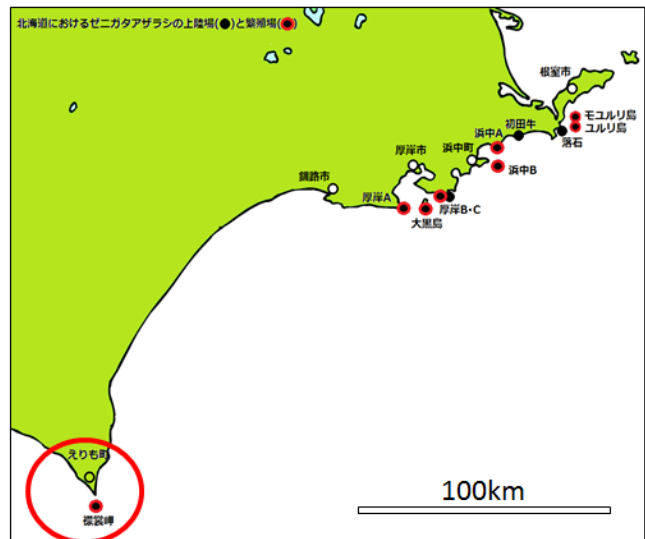 北海道におけるゼニガタアザラシの上陸場(●)と繁殖場(●)
根室市
モユルリ島
ユルリ島
初田牛
浜中A
落石
浜中町
厚岸市
浜中B
釧路市
厚岸A
厚岸B・C
大黒島
えりも町
襟裳岬
100km